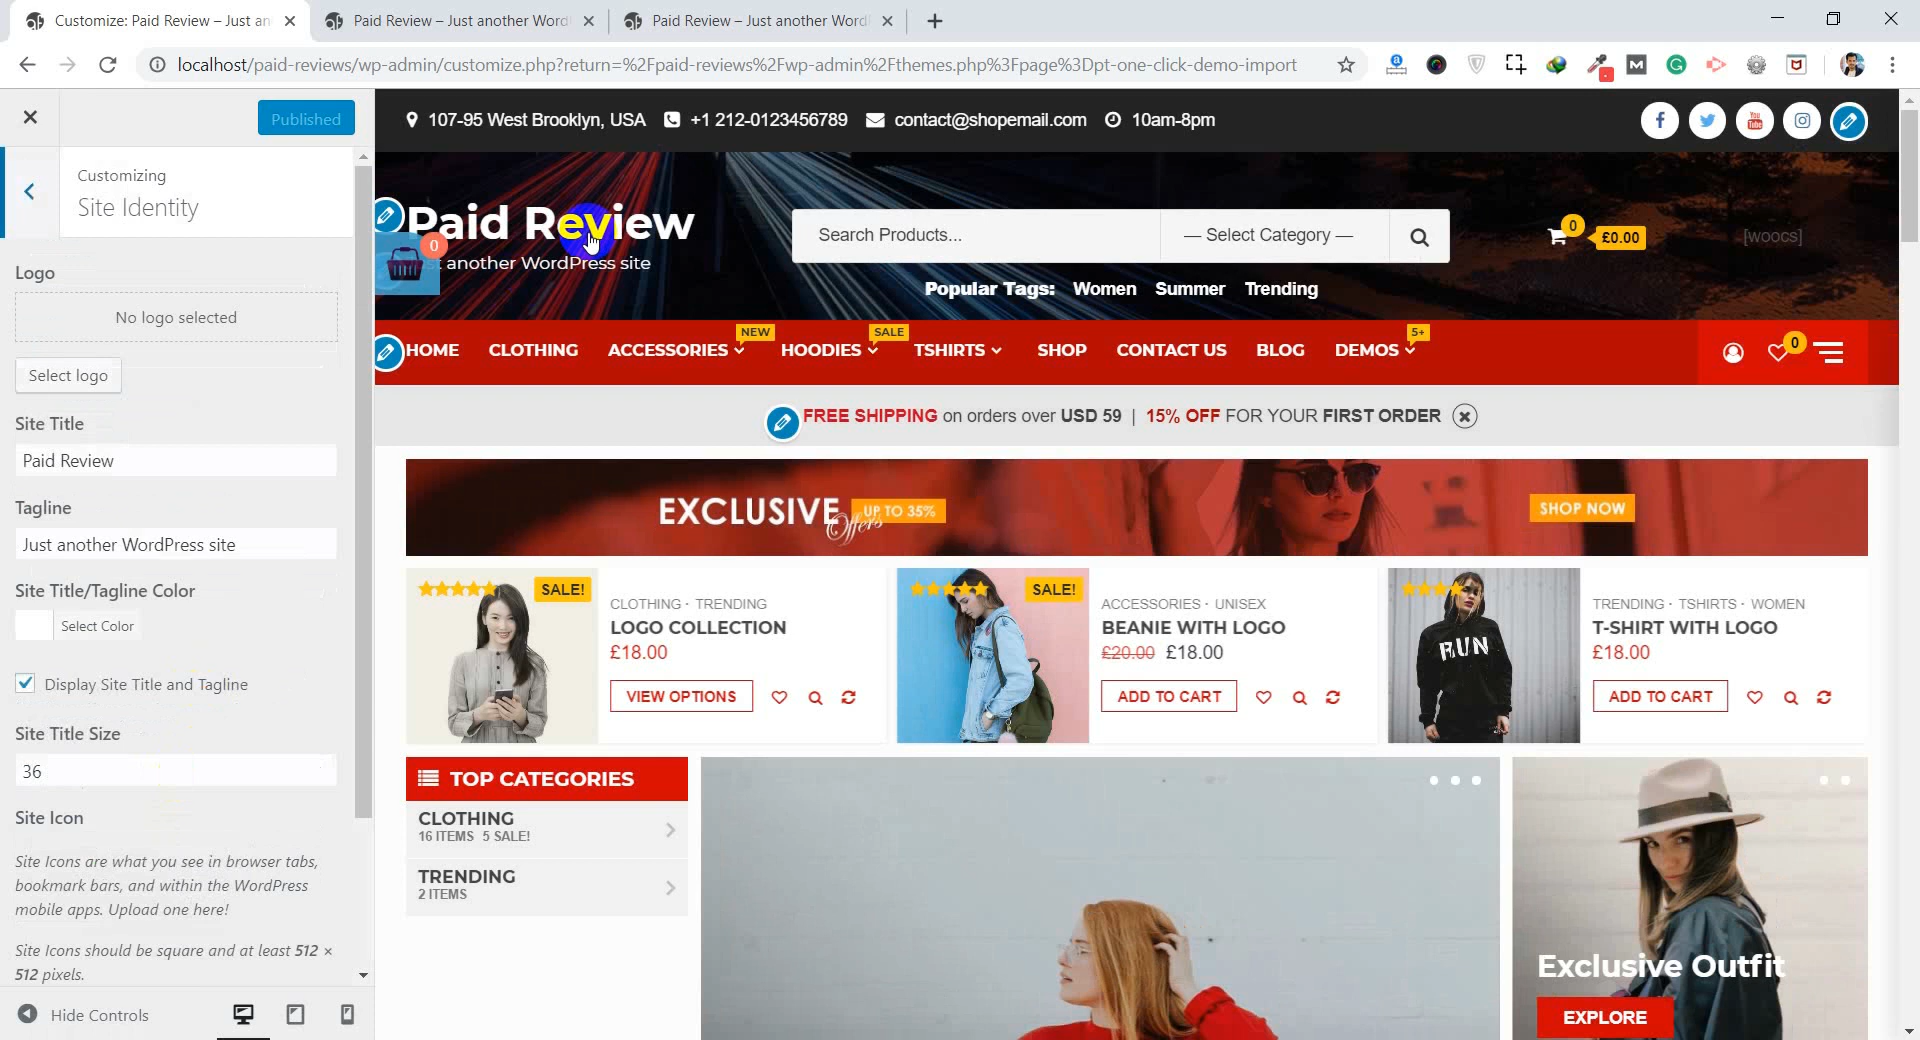 Customize: Paid Review – Just an
Paid Review – Just another Word
Paid Review – Just another Word
localhost/paid-reviews/wp-admin/customize.php?return=%2Fpaid-reviews%2Fwp-admin%2Fthemes.php%3Fpage%3Dpt-one-click-demo-import
Published
Customizing
Site Identity
Logo
No logo selected
Select logo
Site Title
Paid Review
Tagline
Just another WordPress site
Site Title/Tagline Color
Select Color
Display Site Title and Tagline
Site Title Size
36
Site Icon
Site Icons are what you see in browser tabs,
bookmark bars, and within the WordPress
mobile apps. Upload one here!
Site Icons should be square and at least 512 ×
512 pixels.
Hide Controls
107-95 West Brooklyn, USA +1 212-0123456789 contact@shopemail.com 10am-8pm
Paid Review
0
another WordPress site
Search Products...
— Select Category —
0
£0.00
[woocs]
Popular Tags: Women Summer Trending
NEW SALE 5+
HOME CLOTHING ACCESSORIES HOODIES TSHIRTS SHOP CONTACT US BLOG DEMOS
0
FREE SHIPPING on orders over USD 59 | 15% OFF FOR YOUR FIRST ORDER
EXCLUSIVE Offers UP TO 35% SHOP NOW
SALE!
CLOTHING · TRENDING
LOGO COLLECTION
£18.00
VIEW OPTIONS
SALE!
ACCESSORIES · UNISEX
BEANIE WITH LOGO
£20.00 £18.00
ADD TO CART
RUN
TRENDING · TSHIRTS · WOMEN
T-SHIRT WITH LOGO
£18.00
ADD TO CART
TOP CATEGORIES
CLOTHING
16 ITEMS 5 SALE!
TRENDING
2 ITEMS
Exclusive Outfit
EXPLORE